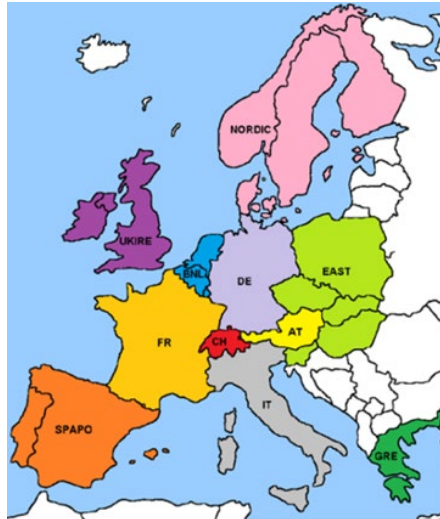 NORDIC
UKIRE
BNL
DE
EAST
FR
CH
AT
IT
SPAPO
GRE